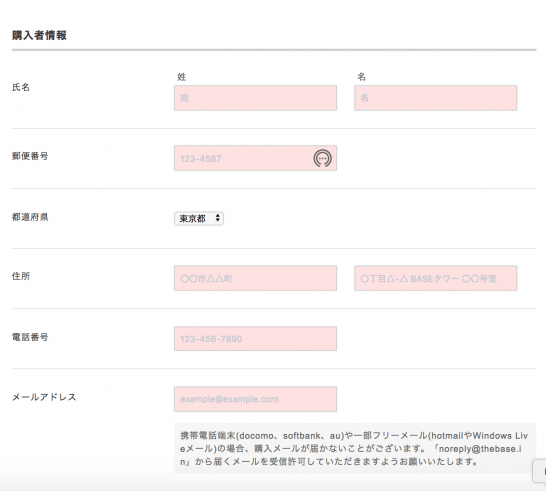 購入者情報
姓 名
氏名 姓 名
郵便番号 123-4567
都道府県 東京都
住所 〇〇市△△町 〇丁目△-△ BASEタワー 〇〇号室
電話番号 123-456-7890
メールアドレス example@example.com
携帯電話端末(docomo、softbank、au)や一部フリーメール(hotmailやWindows Liv
eメール)の場合、購入メールが届かないことがございます。「noreply@thebase.i
n」から届くメールを受信許可していただきますようお願いいたします。